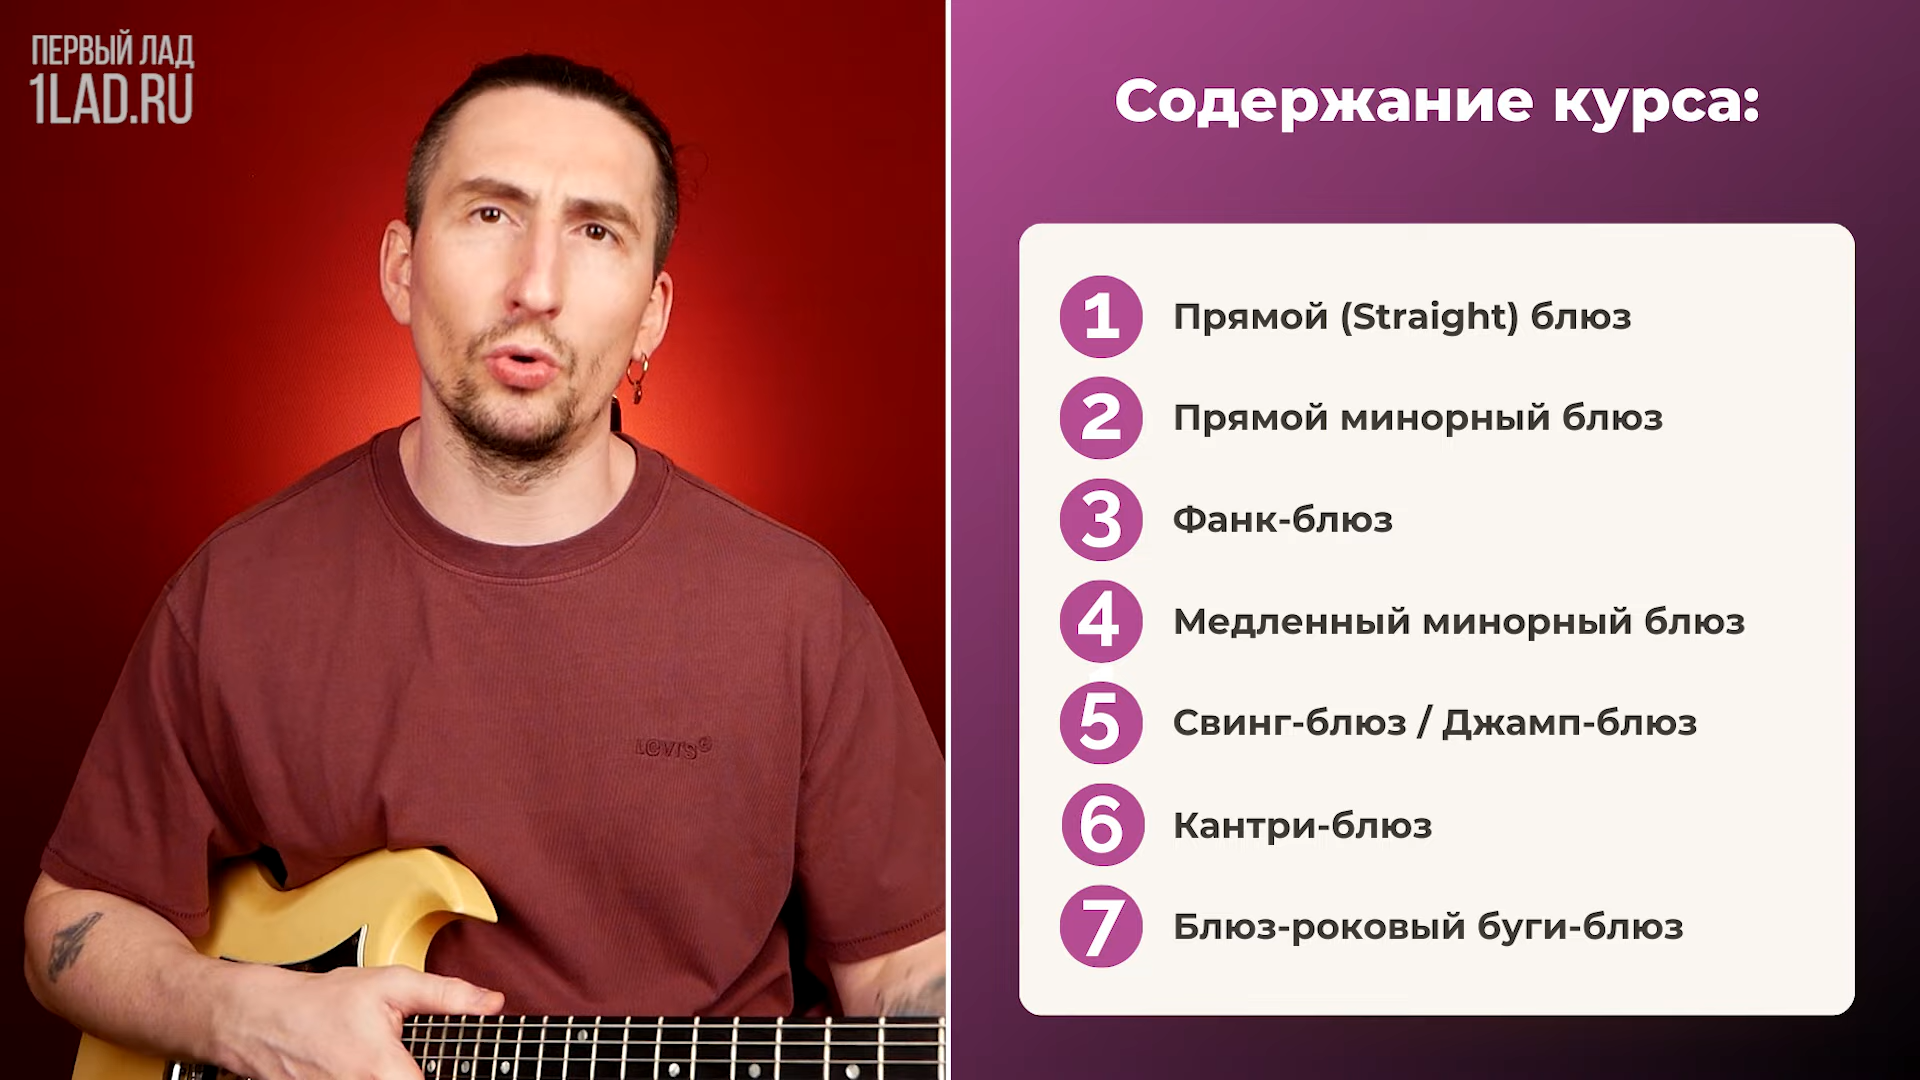 ПЕРВЫЙ ЛАД
1LAD.RU
Содержание курса:
1 Прямой (Straight) блюз
2 Прямой минорный блюз
3 Фанк-блюз
4 Медленный минорный блюз
5 Свинг-блюз / Джамп-блюз
6 Кантри-блюз
7 Блюз-роковый буги-блюз
LEVI'S®